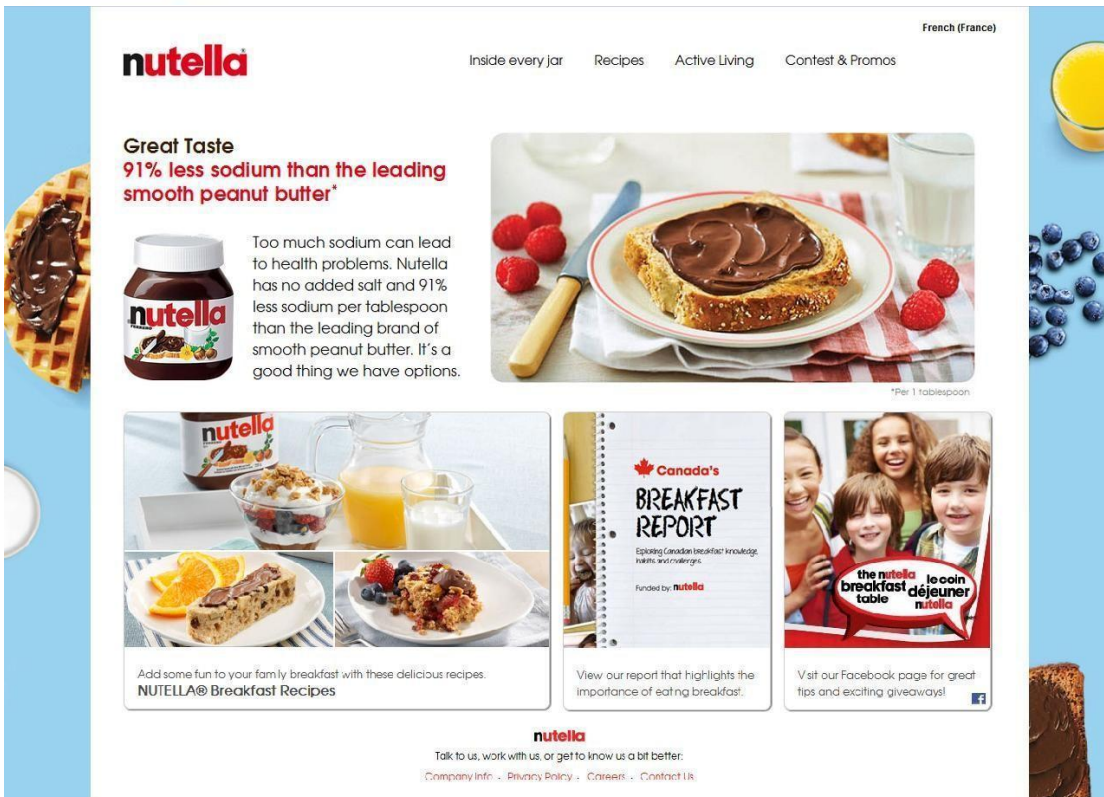 French (France)
nutella®
Inside every jar Recipes Active Living Contest & Promos
Great Taste
91% less sodium than the leading
smooth peanut butter*
Too much sodium can lead
to health problems. Nutella
has no added salt and 91%
less sodium per tablespoon
than the leading brand of
smooth peanut butter. It's a
good thing we have options.
nutella
FERRERO
*Per 1 tablespoon
nutella
Canada's
BREAKFAST
REPORT
Exploring Canadian breakfast knowledge,
habits and challenges.
Funded by: nutella
the nutella
breakfast
table
le coin
déjeuner
nutella
Add some fun to your family breakfast with these delicious recipes.
NUTELLA® Breakfast Recipes
View our report that highlights the
importance of eating breakfast.
Visit our Facebook page for great
tips and exciting giveaways!
f
nutella
Talk to us, work with us, or get to know us a bit better:
Company Info - Privacy Policy - Careers - Contact Us